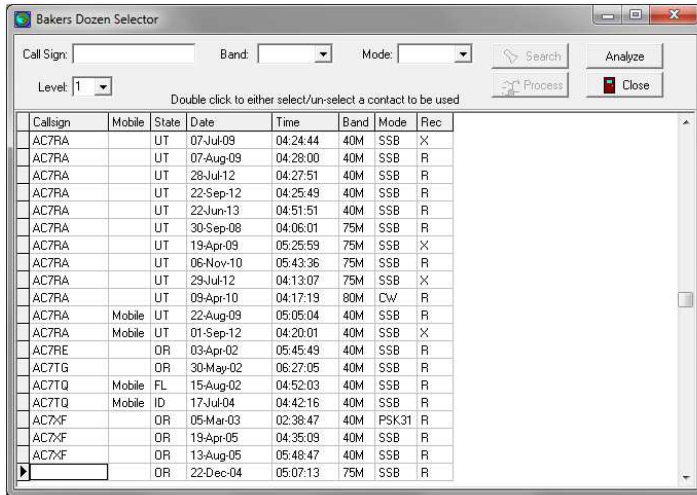 Bakers Dozen Selector
Call Sign: Band: Mode: Search Analyze
Level: 1 Process Close
Double click to either select/un-select a contact to be used
Callsign Mobile State Date Time Band Mode Rec
AC7RA UT 07-Jul-09 04:24:44 40M SSB X
AC7RA UT 07-Aug-09 04:28:00 40M SSB R
AC7RA UT 28-Jul-12 04:27:51 40M SSB R
AC7RA UT 22-Sep-12 04:25:49 40M SSB R
AC7RA UT 22-Jun-13 04:51:51 40M SSB R
AC7RA UT 30-Sep-08 04:06:01 75M SSB R
AC7RA UT 19-Apr-09 05:25:59 75M SSB X
AC7RA UT 06-Nov-10 05:43:36 75M SSB R
AC7RA UT 29-Jul-12 04:13:07 75M SSB X
AC7RA UT 09-Apr-10 04:17:19 80M CW R
AC7RA Mobile UT 22-Aug-09 05:05:04 40M SSB R
AC7RA Mobile UT 01-Sep-12 04:20:01 40M SSB X
AC7RE OR 03-Apr-02 05:45:49 40M SSB R
AC7TG OR 30-May-02 06:27:05 40M SSB R
AC7TQ Mobile FL 15-Aug-02 04:52:03 40M SSB R
AC7TQ Mobile ID 17-Jul-04 04:42:16 40M SSB R
AC7XF OR 05-Mar-03 02:38:47 40M PSK31 R
AC7XF OR 19-Apr-05 04:35:09 40M SSB R
AC7XF OR 13-Aug-05 05:48:47 40M SSB R
OR 22-Dec-04 05:07:13 75M SSB R